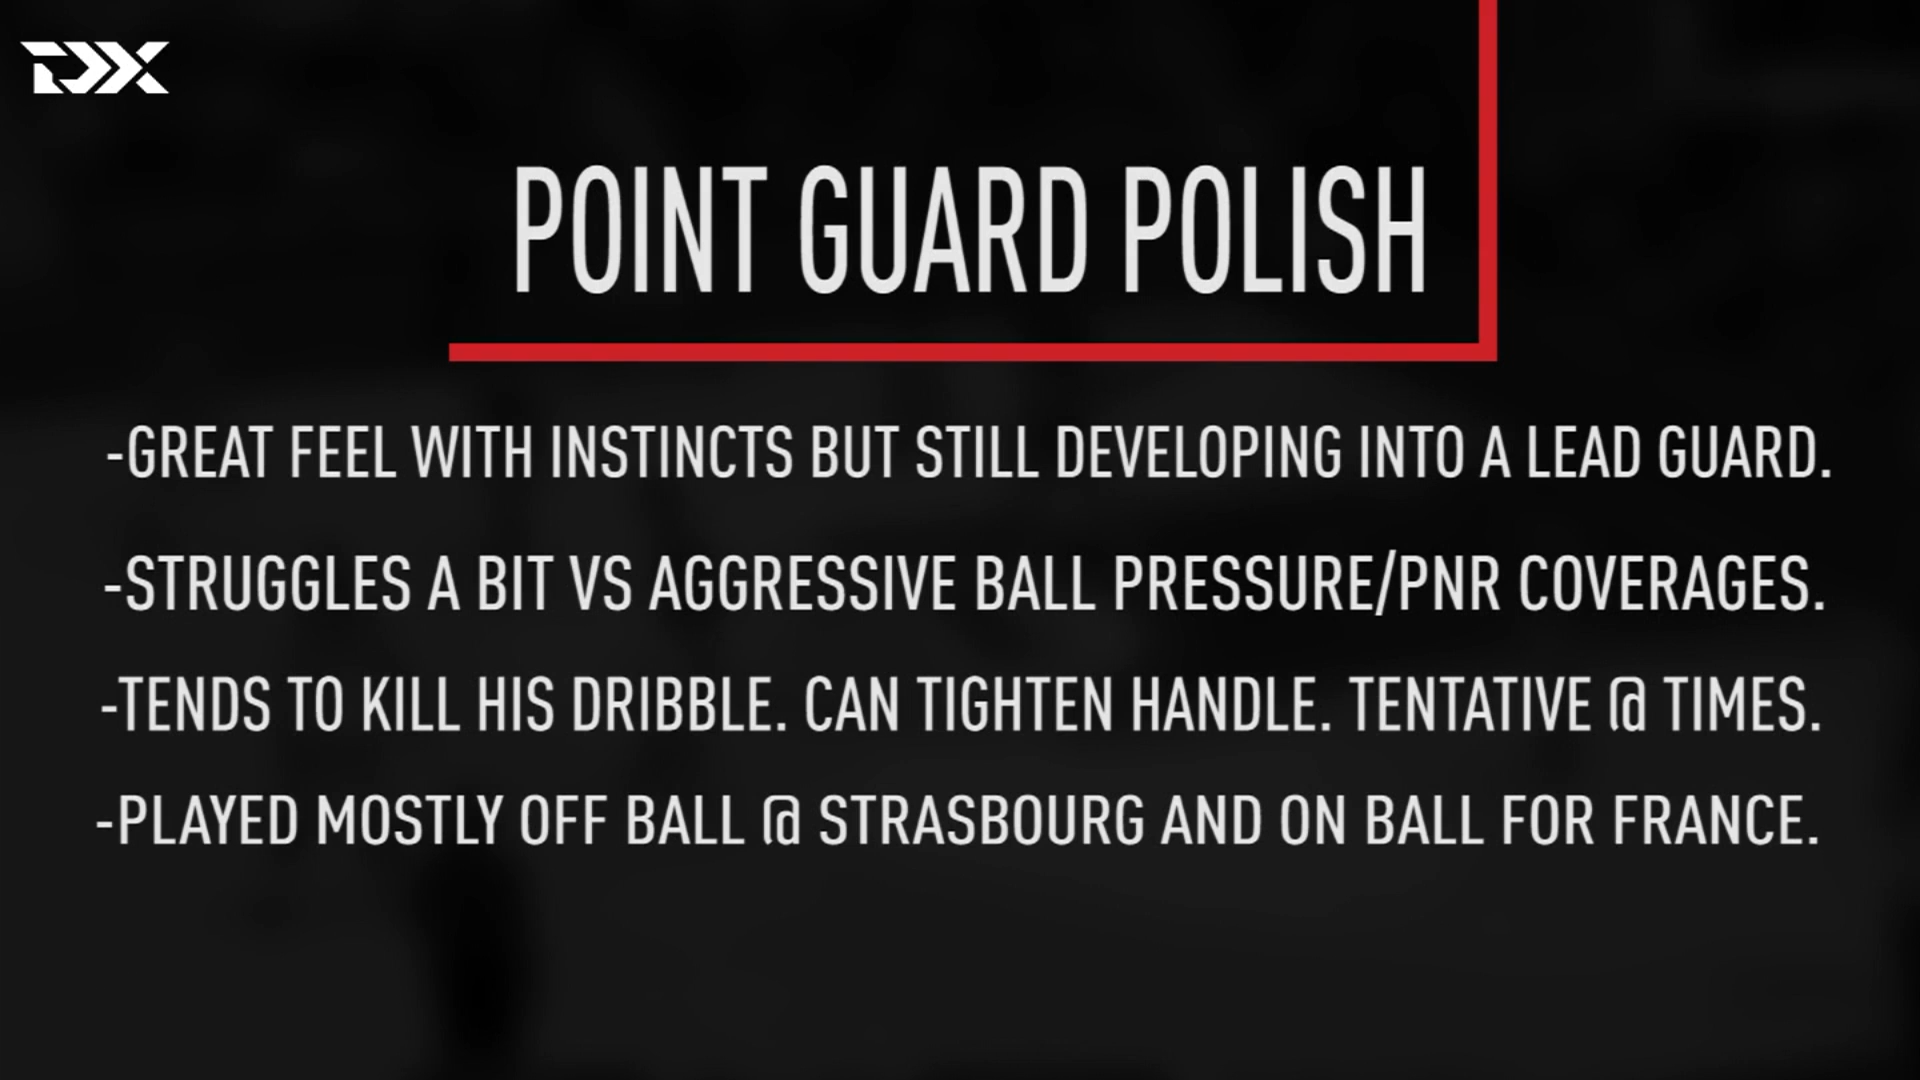 DX
POINT GUARD POLISH
-GREAT FEEL WITH INSTINCTS BUT STILL DEVELOPING INTO A LEAD GUARD.
-STRUGGLES A BIT VS AGGRESSIVE BALL PRESSURE/PNR COVERAGES.
-TENDS TO KILL HIS DRIBBLE. CAN TIGHTEN HANDLE. TENTATIVE @ TIMES.
-PLAYED MOSTLY OFF BALL @ STRASBOURG AND ON BALL FOR FRANCE.